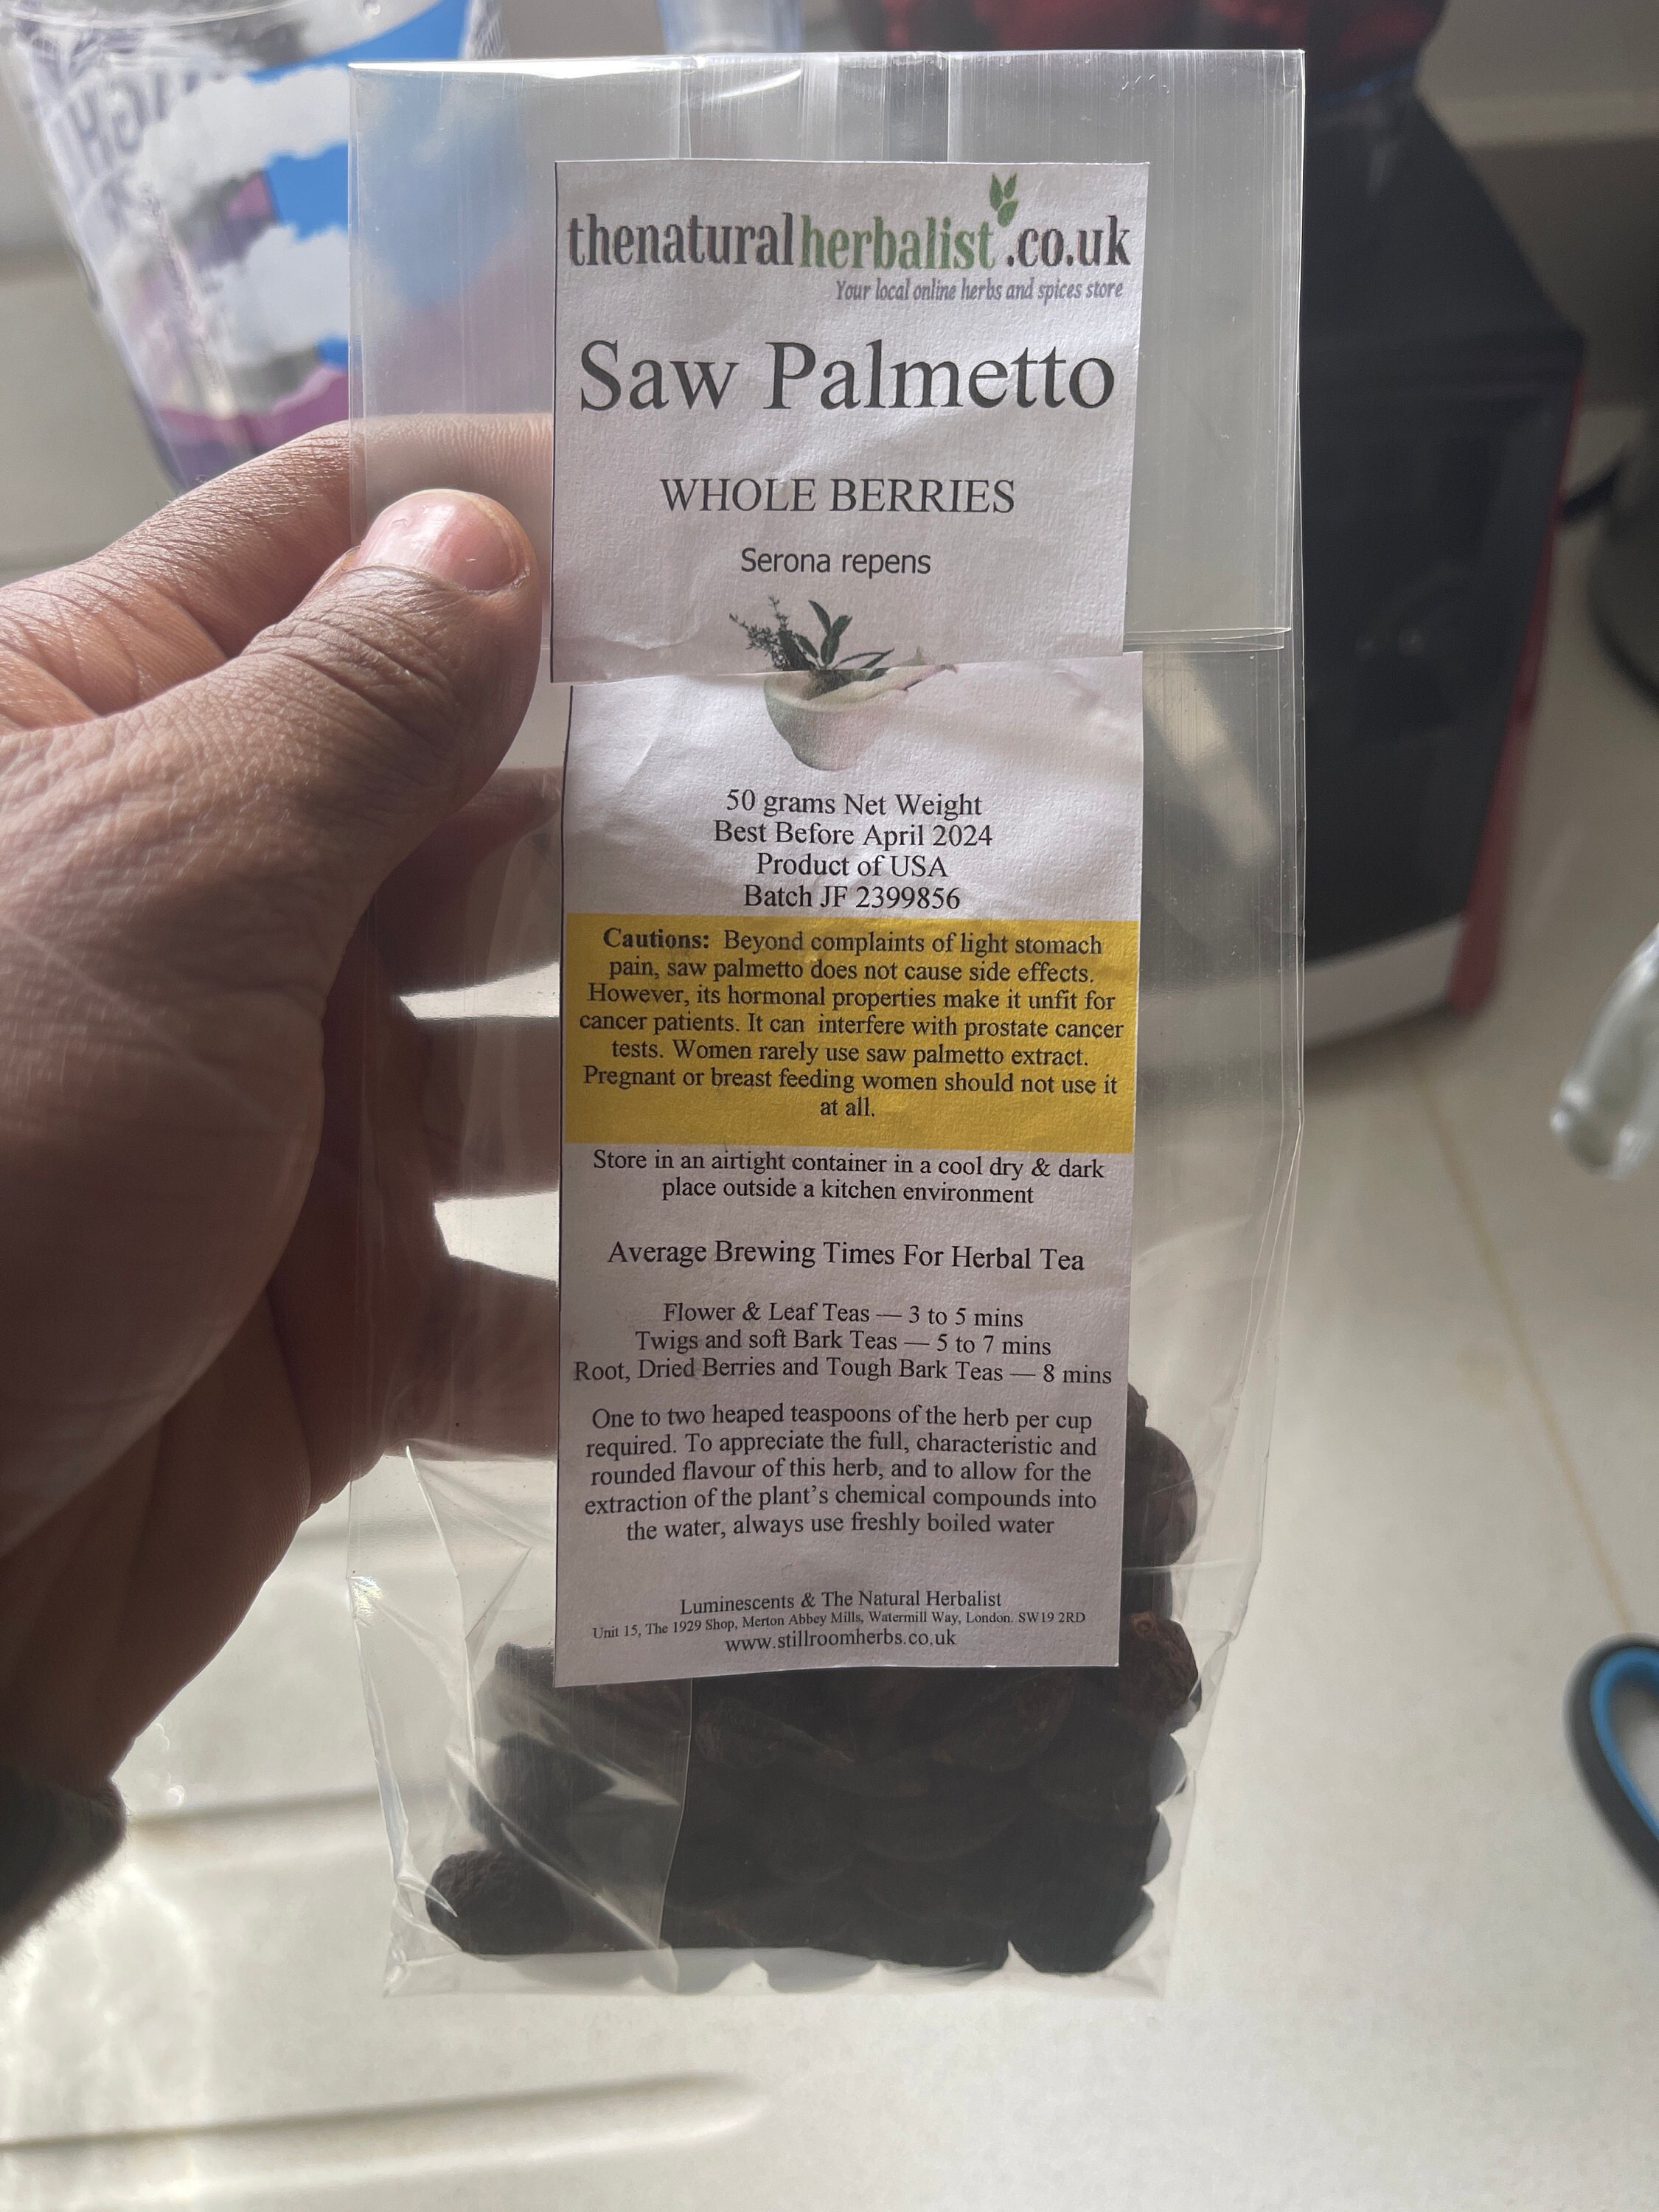 thenaturalherbalist.co.uk
Your local online herbs and spices store
Saw Palmetto
WHOLE BERRIES
Serona repens
50 grams Net Weight
Best Before April 2024
Product of USA
Batch JF 2399856
Cautions: Beyond complaints of light stomach
pain, saw palmetto does not cause side effects.
However, its hormonal properties make it unfit for
cancer patients. It can interfere with prostate cancer
tests. Women rarely use saw palmetto extract.
Pregnant or breast feeding women should not use it
at all.
Store in an airtight container in a cool dry & dark
place outside a kitchen environment
Average Brewing Times For Herbal Tea
Flower & Leaf Teas — 3 to 5 mins
Twigs and soft Bark Teas — 5 to 7 mins
Root, Dried Berries and Tough Bark Teas — 8 mins
One to two heaped teaspoons of the herb per cup
required. To appreciate the full, characteristic and
rounded flavour of this herb, and to allow for the
extraction of the plant's chemical compounds into
the water, always use freshly boiled water
Luminescents & The Natural Herbalist
Unit 15, The 1929 Shop, Merton Abbey Mills, Watermill Way, London. SW19 2RD
www.stillroomherbs.co.uk